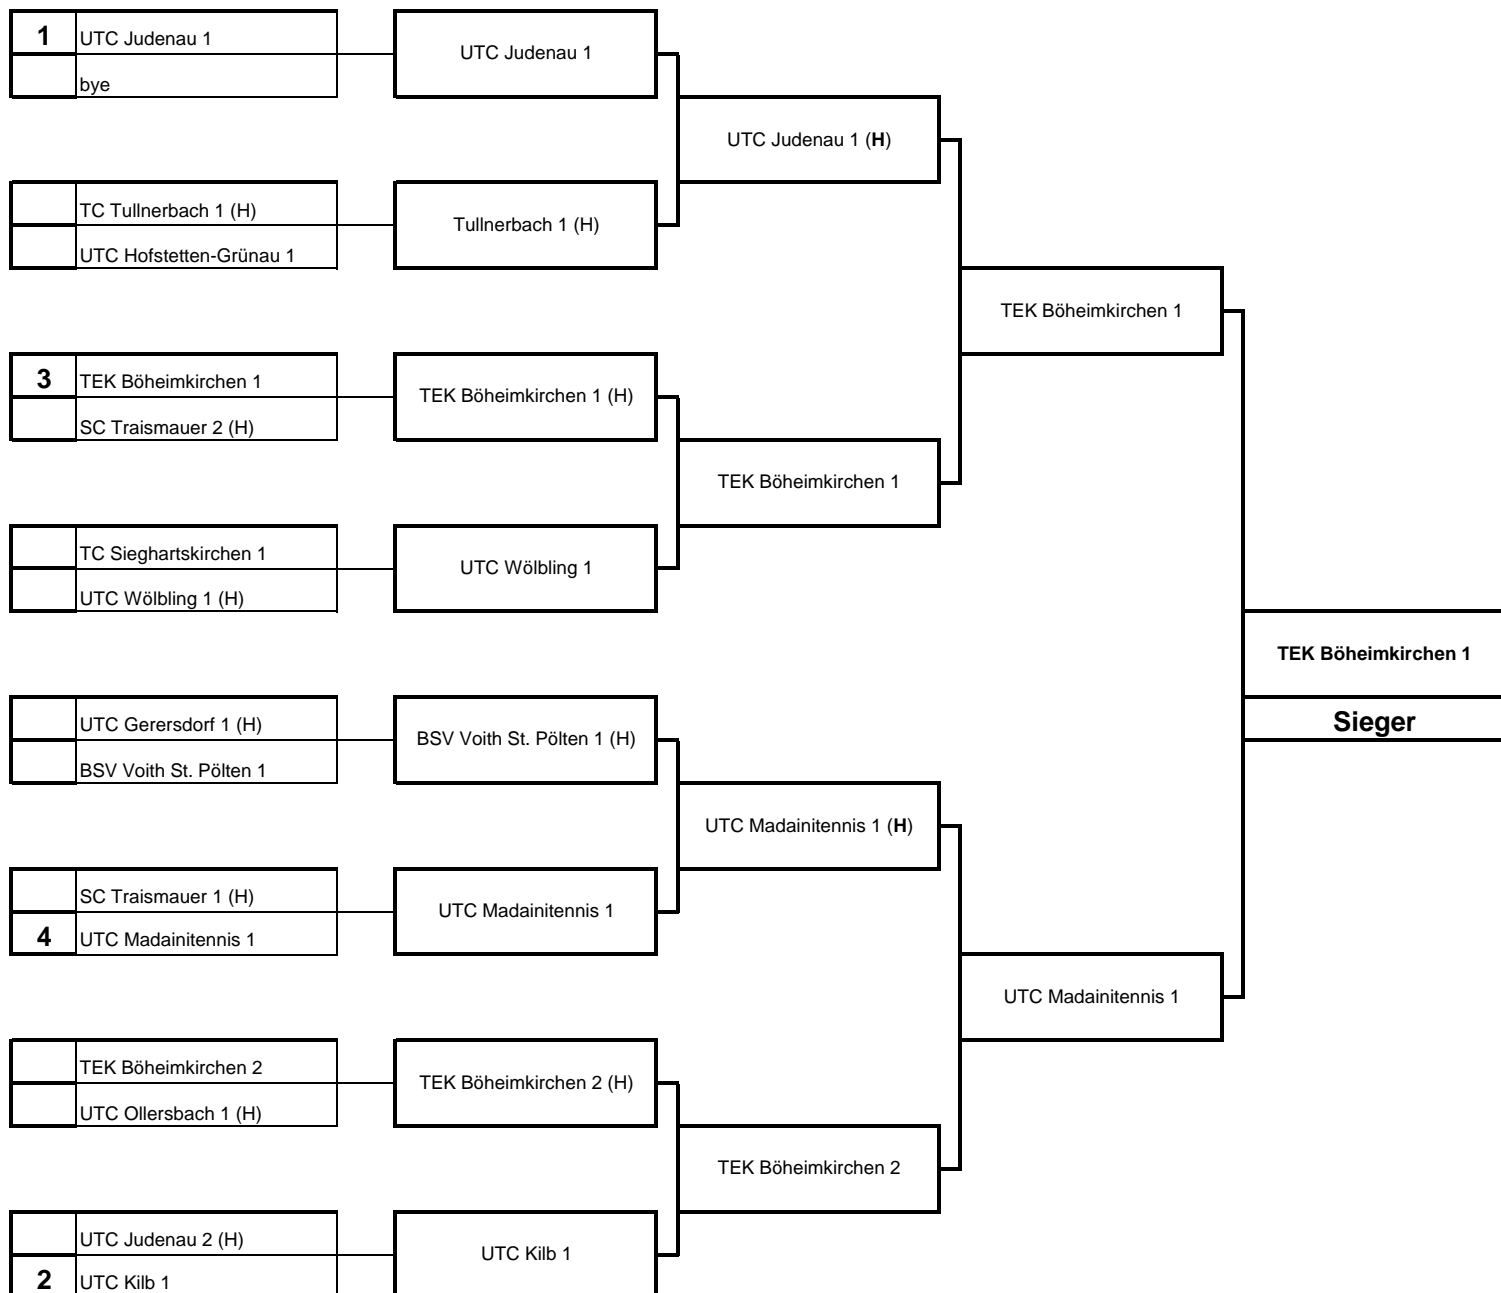 1
UTC Judenau 1
bye
TC Tullnerbach 1 (H)
UTC Hofstetten-Grünau 1
3
TEK Böheimkirchen 1
SC Traismauer 2 (H)
TC Sieghartskirchen 1
UTC Wölbling 1 (H)
UTC Gerersdorf 1 (H)
BSV Voith St. Pölten 1
SC Traismauer 1 (H)
4
UTC Madainitennis 1
TEK Böheimkirchen 2
UTC Ollersbach 1 (H)
UTC Judenau 2 (H)
2
UTC Kilb 1
UTC Judenau 1
Tullnerbach 1 (H)
TEK Böheimkirchen 1 (H)
UTC Wölbling 1
BSV Voith St. Pölten 1 (H)
UTC Madainitennis 1
TEK Böheimkirchen 2 (H)
UTC Kilb 1
UTC Judenau 1 (H)
TEK Böheimkirchen 1
UTC Madainitennis 1 (H)
TEK Böheimkirchen 2
TEK Böheimkirchen 1
UTC Madainitennis 1
TEK Böheimkirchen 1
Sieger